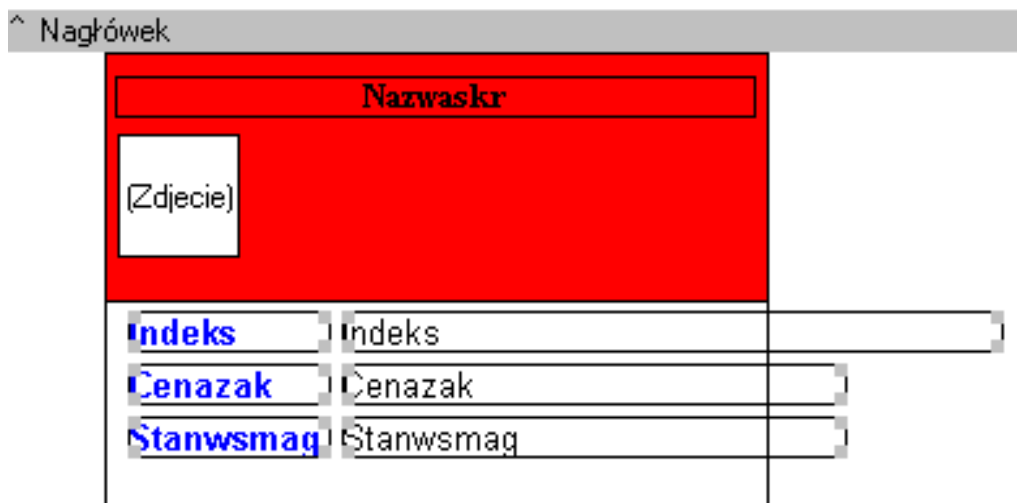 ^ Nagłówek
Nazwaskr
(Zdjecie)
Indeks Indeks
Cenazak Cenazak
Stanwsmag Stanwsmag